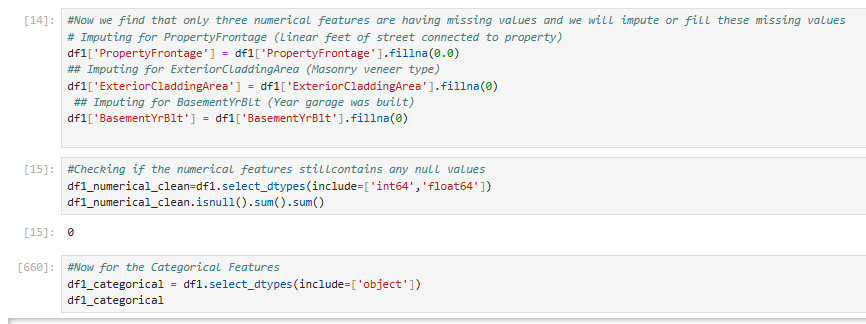 [14]: #Now we find that only three numerical features are having missing values and we will impute or fill these missing values
# Imputing for PropertyFrontage (Linear feet of street connected to property)
df1['PropertyFrontage'] = df1['PropertyFrontage'].fillna(0.0)
## Imputing for ExteriorCladdingArea (Masonry veneer type)
df1['ExteriorCladdingArea'] = df1['ExteriorCladdingArea'].fillna(0)
## Imputing for BasementYrBlt (Year garage was built)
df1['BasementYrBlt'] = df1['BasementYrBlt'].fillna(0)
[15]: #Checking if the numerical features stillcontains any null values
df1_numerical_clean=df1.select_dtypes(include=['int64','float64'])
df1_numerical_clean.isnull().sum().sum()
[15]: 0
[660]: #Now for the Categorical Features
df1_categorical = df1.select_dtypes(include=['object'])
df1_categorical